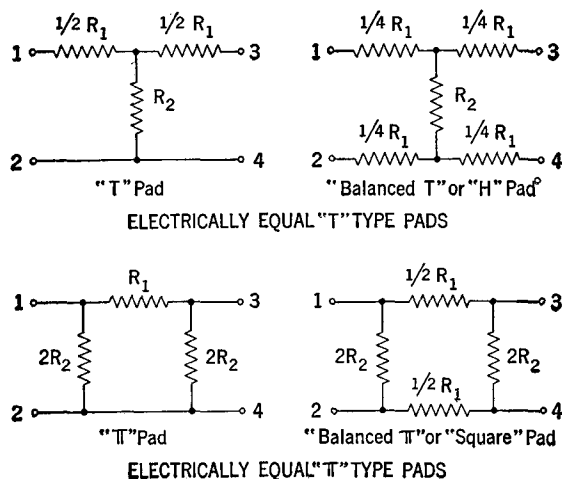 1/2 R1 1/2 R1 1/4 R1 1/4 R1
1 3 1 3
R2 R2
1/4 R1 1/4 R1
2 4 2 4
"T" Pad "Balanced T" or "H" Pad
ELECTRICALLY EQUAL "T" TYPE PADS
R1 1/2 R1
1 3 1 3
2R2 2R2 2R2 2R2
1/2 R1
2 4 2 4
"π" Pad "Balanced π" or "Square" Pad
ELECTRICALLY EQUAL "π" TYPE PADS